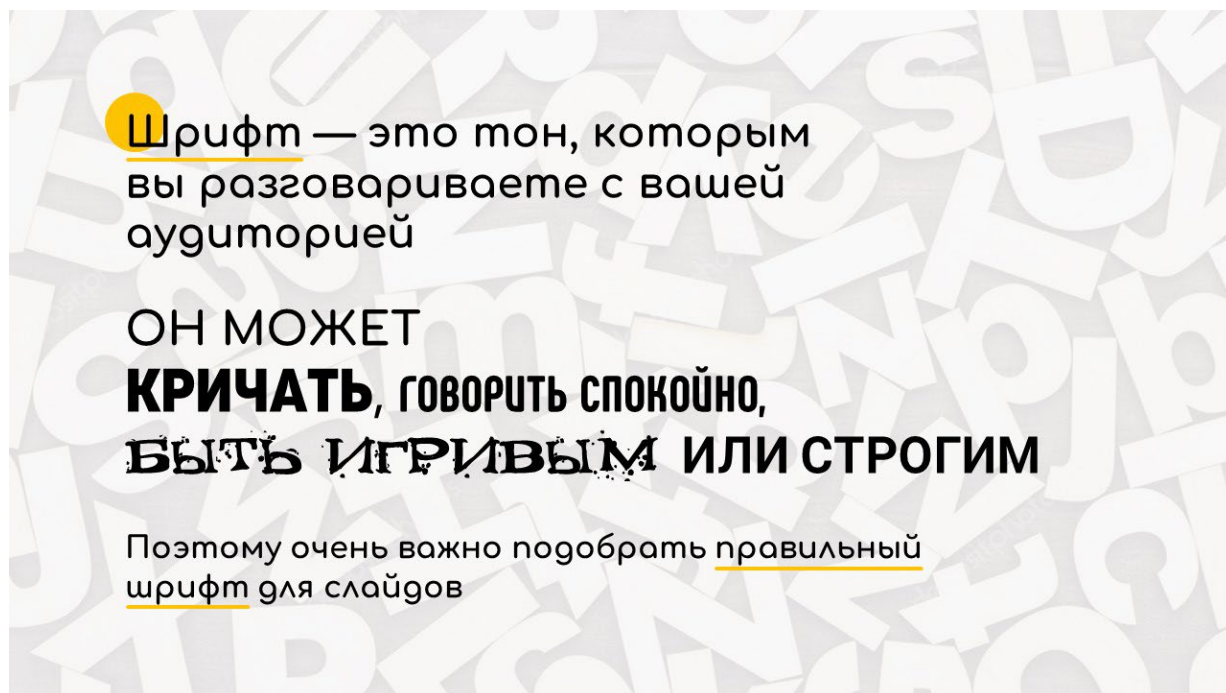 Шрифт — это тон, которым
вы разговариваете с вашей
аудиторией
ОН МОЖЕТ
КРИЧАТЬ, ГОВОРИТЬ СПОКОЙНО,
БЫТЬ ИГРИВЫМ ИЛИ СТРОГИМ
Поэтому очень важно подобрать правильный
шрифт для слайдов